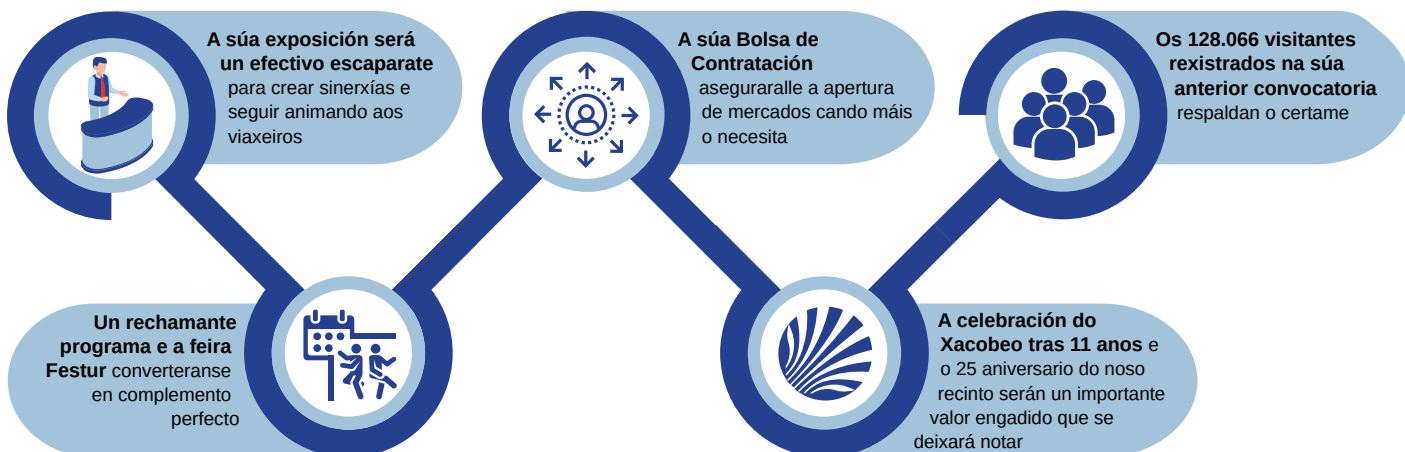 A súa exposición será
un efectivo escaparate
para crear sinerxías e
seguir animando aos
viaxeiros
Un rechamante
programa e a feira
Festur converteranse
en complemento
perfecto
A súa Bolsa de
Contratación
aseguraralle a apertura
de mercados cando máis
o necesita
A celebración do
Xacobeo tras 11 anos e
o 25 aniversario do noso
recinto serán un importante
valor engadido que se
deixará notar
Os 128.066 visitantes
rexistrados na súa
anterior convocatoria
respaldan o certame